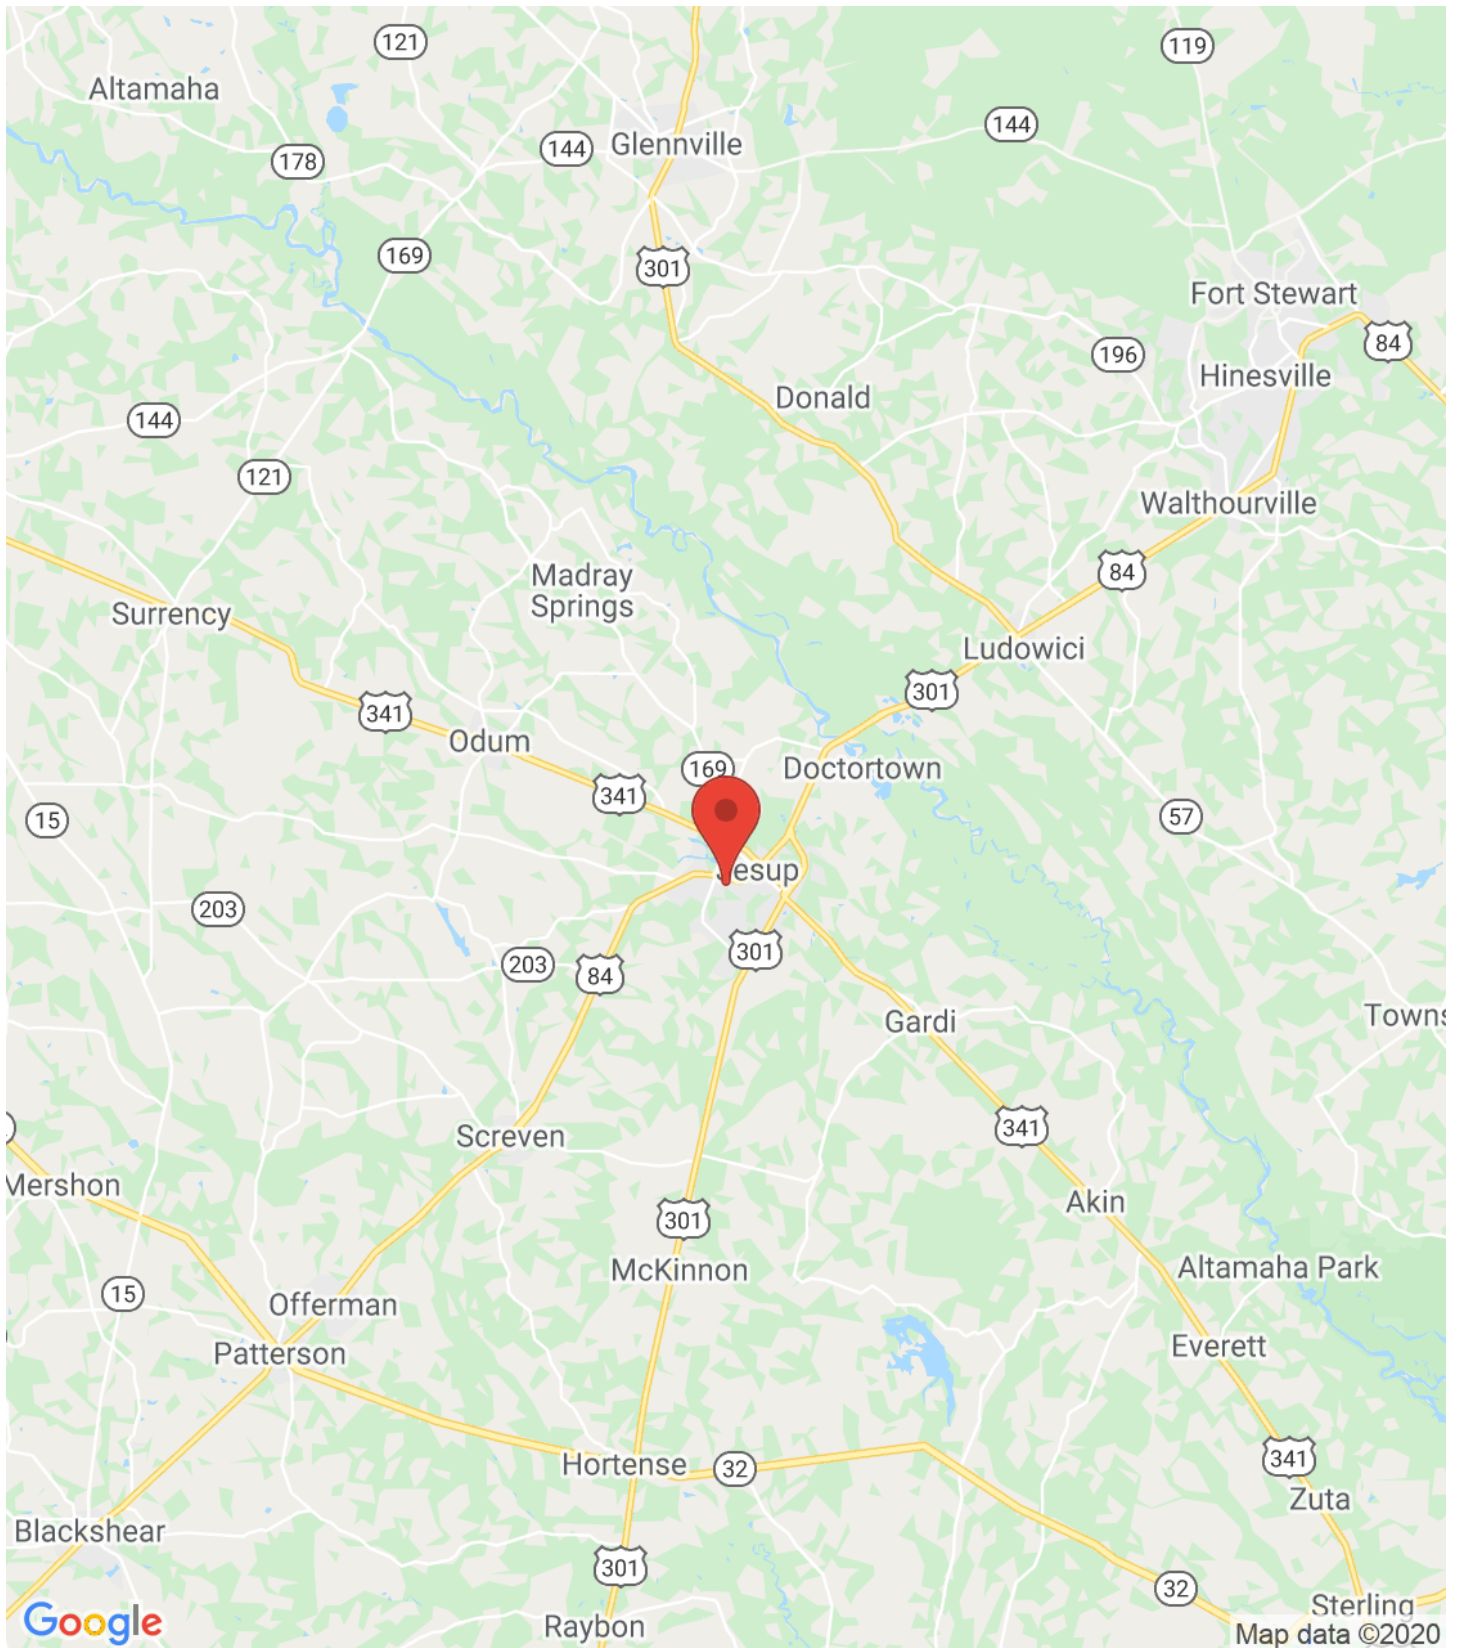 121
119
Altamaha
144
144
Glennville
178
169
301
Fort Stewart
84
196
Hinesville
Donald
144
121
Walthourville
84
Madray
Springs
Surrency
Ludowici
301
341
Odum
169
Doctortown
341
15
57
Jesup
203
301
203
84
Towns
Gardi
341
Screven
Mershon
Akin
301
McKinnon
Altamaha Park
15
Offerman
Everett
Patterson
341
Hortense
32
Zuta
Blackshear
301
32
Sterling
Google
Raybon
Map data ©2020